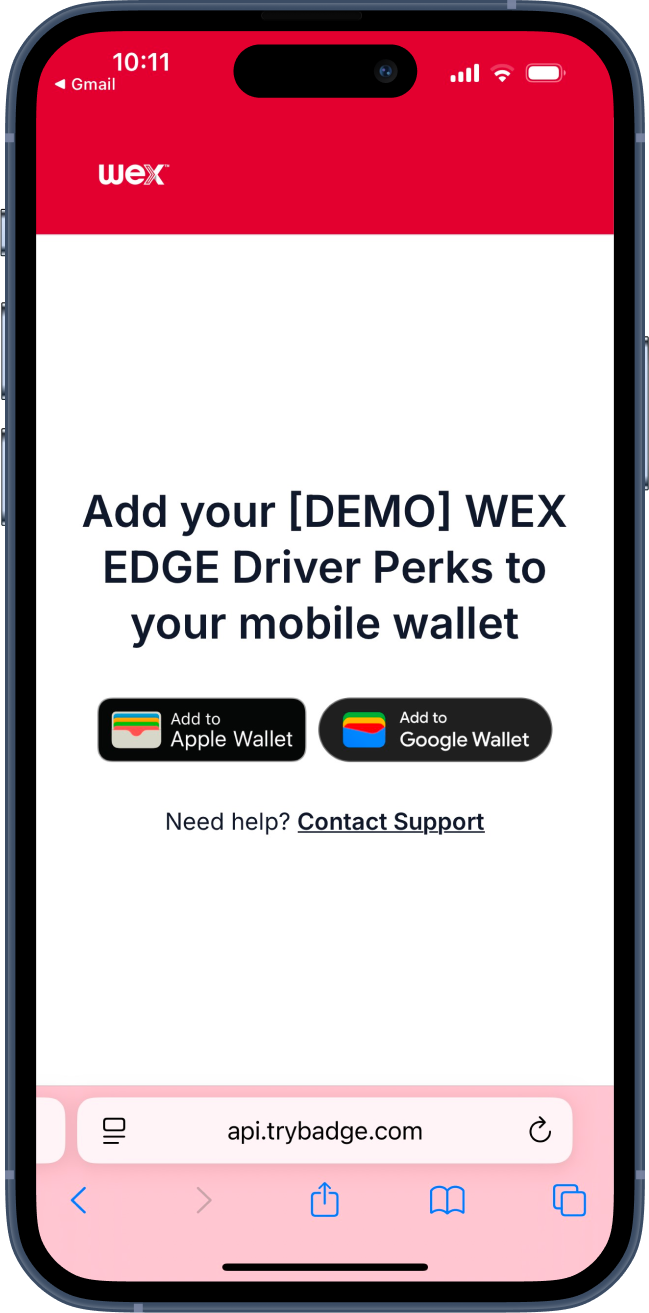 10:11
Gmail
wex™
Add your [DEMO] WEX
EDGE Driver Perks to
your mobile wallet
Add to
Apple Wallet
Add to
Google Wallet
Need help? Contact Support
api.trybadge.com